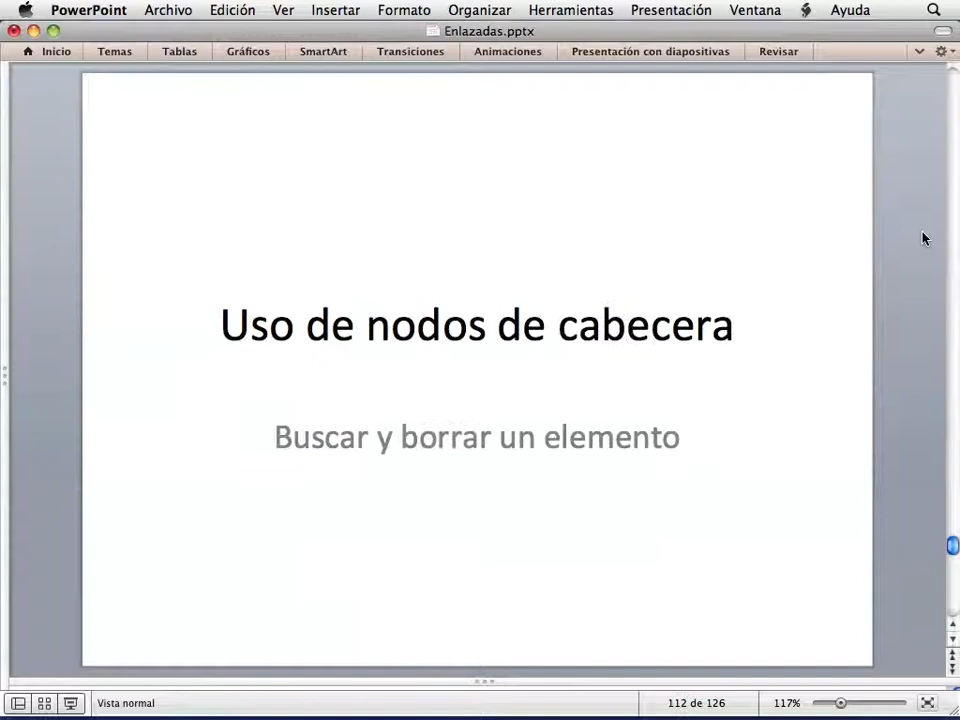 PowerPoint Archivo Edición Ver Insertar Formato Organizar Herramientas Presentación Ventana Ayuda
Enlazadas.pptx
Inicio Temas Tablas Gráficos SmartArt Transiciones Animaciones Presentación con diapositivas Revisar
Uso de nodos de cabecera
Buscar y borrar un elemento
Vista normal 112 de 126 117%